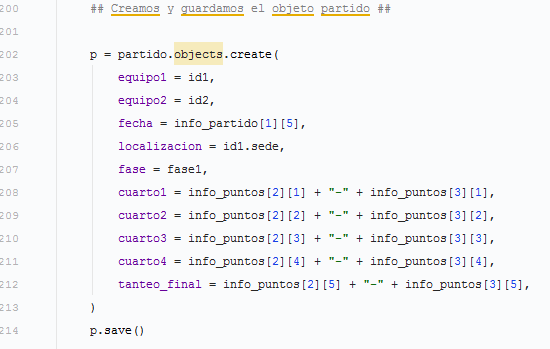 200 ## Creamos y guardamos el objeto partido ##
201
202 p = partido.objects.create(
203 equipo1 = id1,
204 equipo2 = id2,
205 fecha = info_partido[1][5],
206 localizacion = id1.sede,
207 fase = fase1,
208 cuarto1 = info_puntos[2][1] + "-" + info_puntos[3][1],
209 cuarto2 = info_puntos[2][2] + "-" + info_puntos[3][2],
210 cuarto3 = info_puntos[2][3] + "-" + info_puntos[3][3],
211 cuarto4 = info_puntos[2][4] + "-" + info_puntos[3][4],
212 tanteo_final = info_puntos[2][5] + "-" + info_puntos[3][5],
213 )
214 p.save()